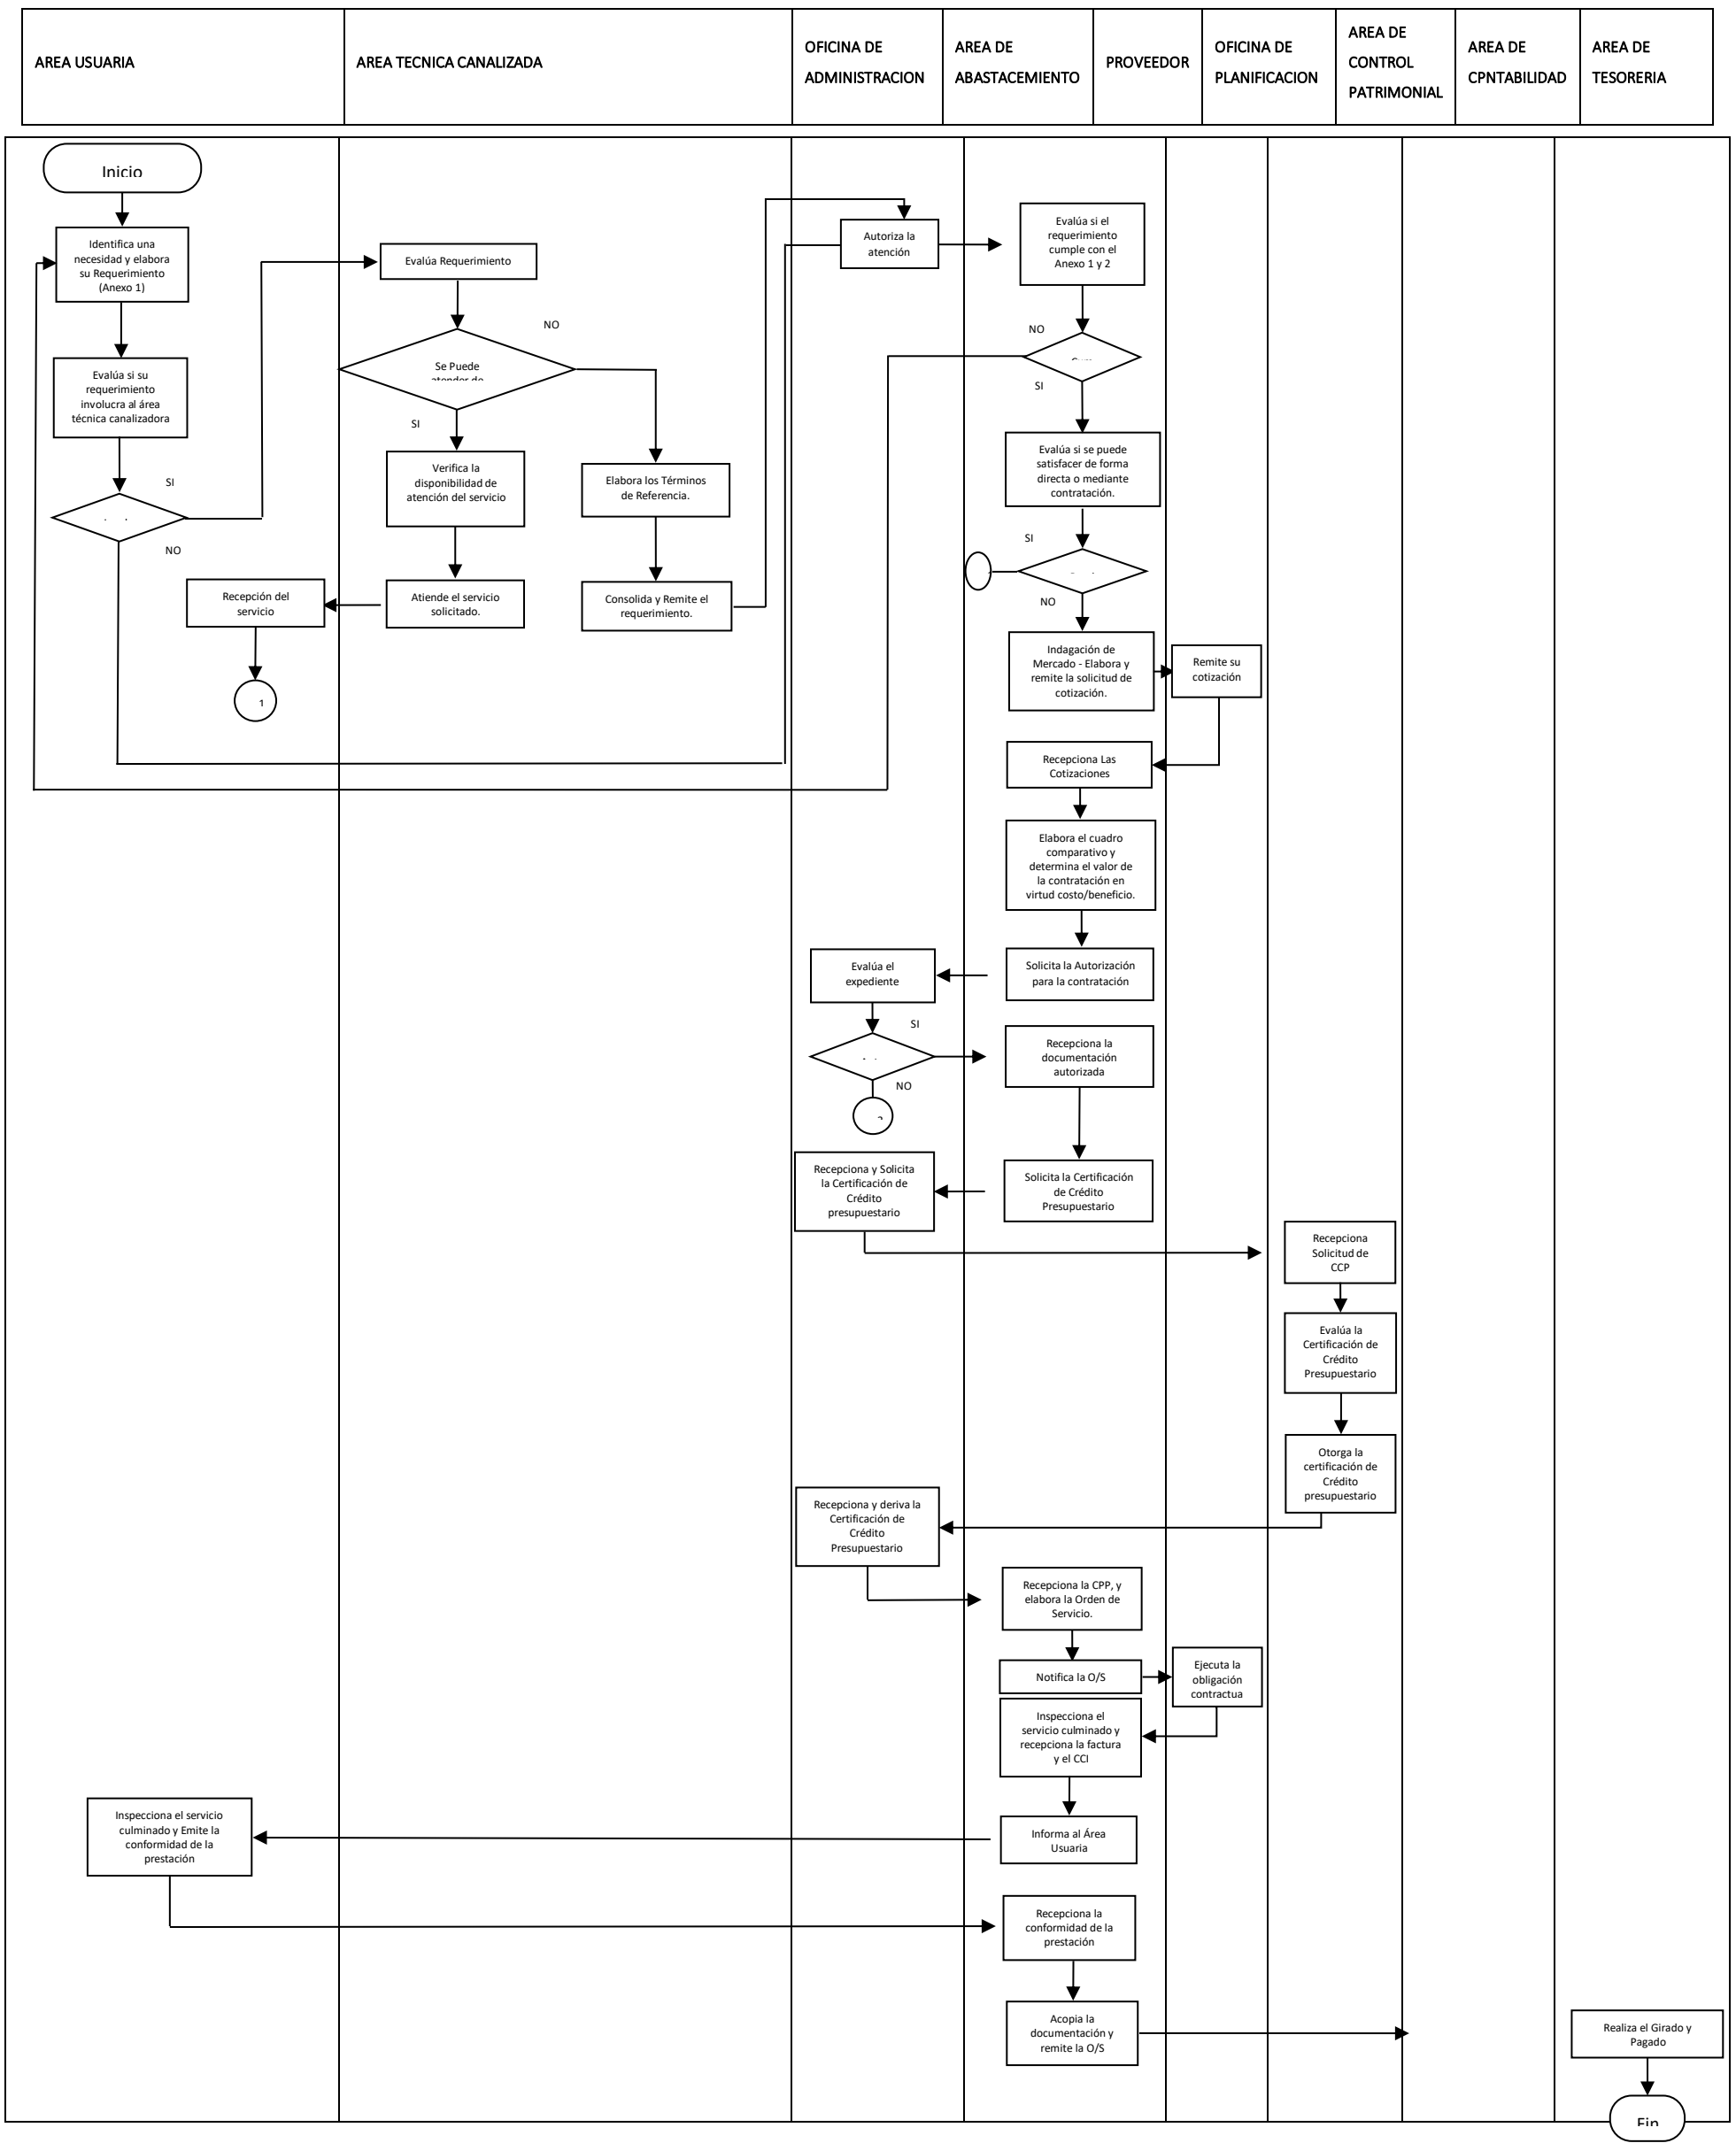 AREA USUARIA
AREA TECNICA CANALIZADA
OFICINA DE
ADMINISTRACION
AREA DE
ABASTACEMIENTO
PROVEEDOR
OFICINA DE
PLANIFICACION
AREA DE
CONTROL
PATRIMONIAL
AREA DE
CPNTABILIDAD
AREA DE
TESORERIA
Inicio
Identifica una
necesidad y elabora
su Requerimiento
(Anexo 1)
Evalúa si su
requerimiento
involucra al área
técnica canalizadora
SI
NO
Evalúa Requerimiento
NO
Se Puede
atender de
SI
Verifica la
disponibilidad de
atención del servicio
Atiende el servicio
solicitado.
Recepción del
servicio
1
Elabora los Términos
de Referencia.
Consolida y Remite el
requerimiento.
Autoriza la
atención
Evalúa si el
requerimiento
cumple con el
Anexo 1 y 2
NO
SI
Evalúa si se puede
satisfacer de forma
directa o mediante
contratación.
SI
NO
Indagación de
Mercado - Elabora y
remite la solicitud de
cotización.
Remite su
cotización
Recepciona Las
Cotizaciones
Elabora el cuadro
comparativo y
determina el valor de
la contratación en
virtud costo/beneficio.
Solicita la Autorización
para la contratación
Evalúa el
expediente
SI
NO
Recepciona la
documentación
autorizada
Solicita la Certificación
de Crédito
Presupuestario
Recepciona y Solicita
la Certificación de
Crédito
presupuestario
Recepciona
Solicitud de
CCP
Evalúa la
Certificación de
Crédito
Presupuestario
Otorga la
certificación de
Crédito
presupuestario
Recepciona y deriva la
Certificación de
Crédito
Presupuestario
Recepciona la CPP, y
elabora la Orden de
Servicio.
Notifica la O/S
Ejecuta la
obligación
contractua
Inspecciona el
servicio culminado y
recepciona la factura
y el CCI
Informa al Área
Usuaria
Inspecciona el servicio
culminado y Emite la
conformidad de la
prestación
Recepciona la
conformidad de la
prestación
Acopia la
documentación y
remite la O/S
Realiza el Girado y
Pagado
Fin